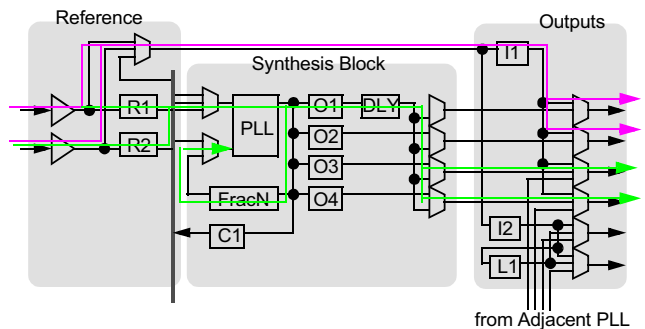 Reference
Outputs
Synthesis Block
I1
R1
O1
DLY
PLL
R2
O2
O3
FracN
O4
C1
I2
L1
from Adjacent PLL